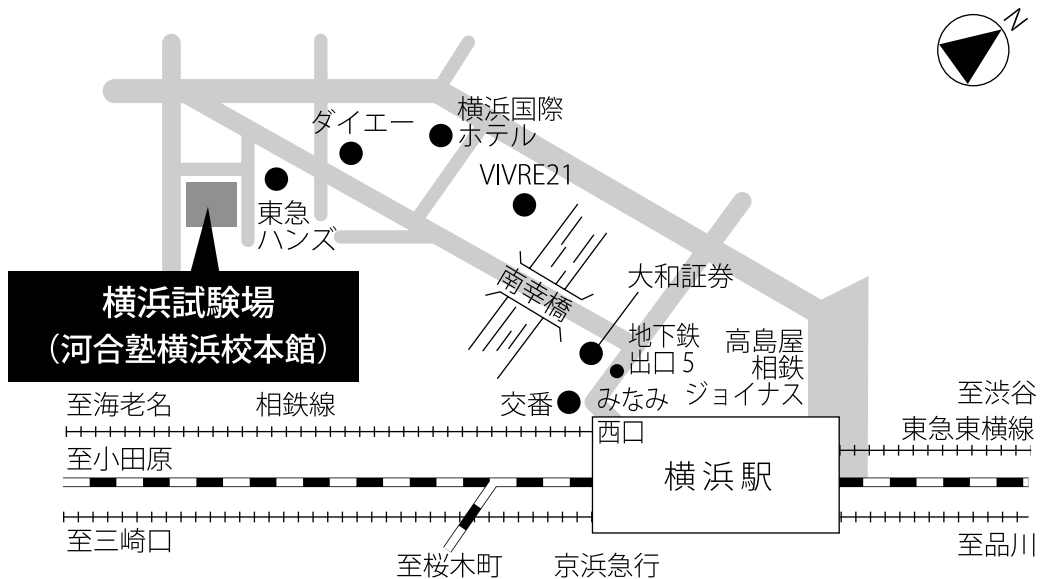 N
横浜国際
ホテル
ダイエー
VIVRE21
東急
ハンズ
南幸橋
大和証券
横浜試験場
（河合塾横浜校本館）
地下鉄
出口5
高島屋
相鉄
ジョイナス
みなみ
西口
交番
至海老名
相鉄線
至渋谷
東急東横線
至小田原
横浜駅
至三崎口
至桜木町
京浜急行
至品川